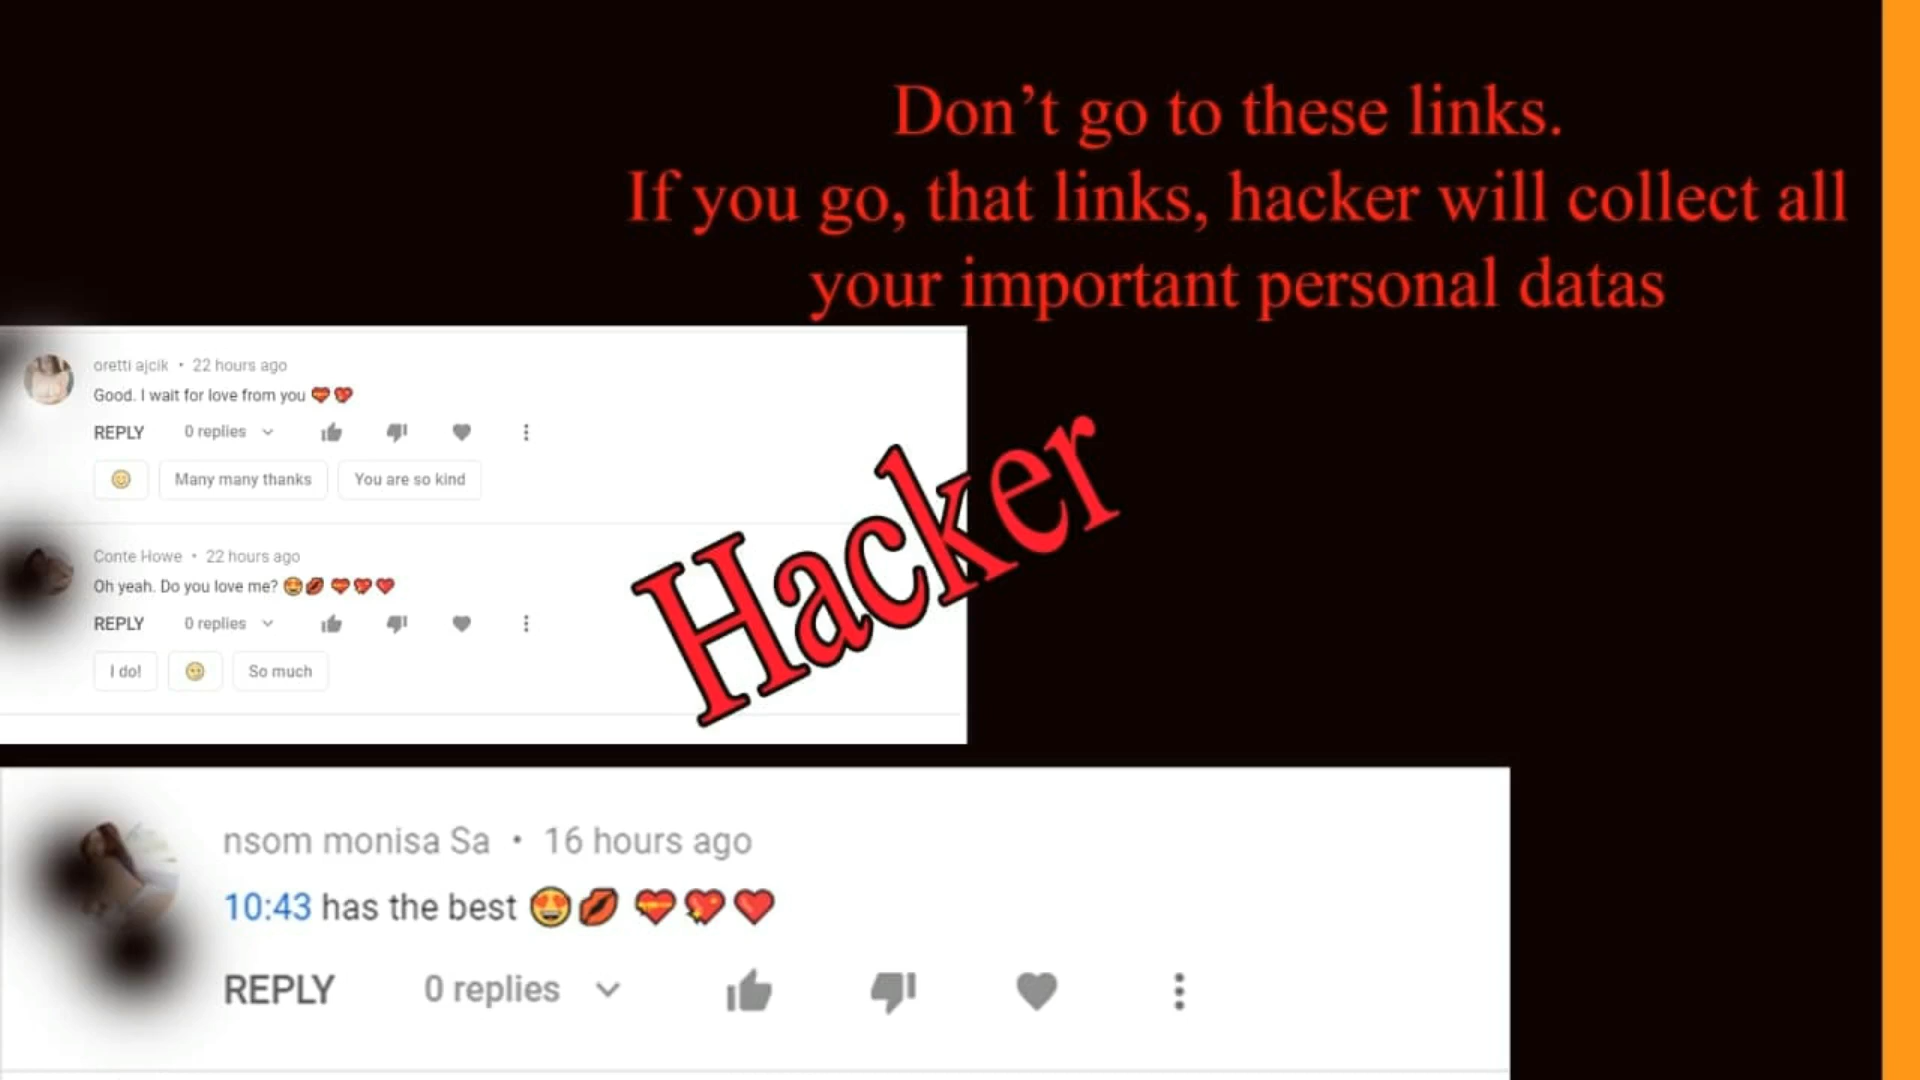 Don’t go to these links.
If you go, that links, hacker will collect all
your important personal datas
oretti ajcik • 22 hours ago
Good. I wait for love from you 💝💖
REPLY 0 replies
🙂 Many many thanks You are so kind
Hacker
Conte Howe • 22 hours ago
Oh yeah. Do you love me? 😍💋 💝💖❤️
REPLY 0 replies
I do! 😊 So much
nsom monisa Sa • 16 hours ago
10:43 has the best 😍💋 💝💖❤️
REPLY 0 replies